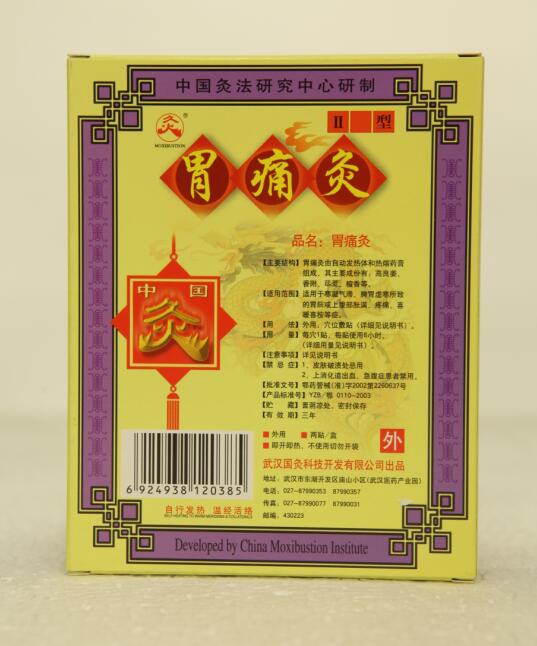 中国灸法研究中心研制
灸
®
MOXIBUSTION
II 型
胃痛灸
品名：胃痛灸
【主要结构】胃痛灸由自动发热体和热熔药膏
组成，其主要成份有：高良姜、
香附、荜茇、檀香等。
【适用范围】适用于寒凝气滞、脾胃虚寒所致
的胃脘或上腹部胀满、疼痛、喜
暖喜按等症。
【用 法】外用，穴位敷贴（详细见说明书）。
【用 量】每穴1贴，每贴使用8小时，
（详细用量见说明书）。
【注意事项】详见说明书
【禁 忌 症】1、皮肤破溃处忌用
2、上消化道出血、急腹症患者禁用。
【批准文号】鄂药管械(准)字2002第2260637号
【产品标准号】YZB/鄂 0110-2003
【贮 藏】置阴凉处，密封保存
【有 效 期】三年
中国
灸
■外用 ■两贴/盒
■即开即热，不使用切勿开袋
外
武汉国灸科技开发有限公司出品
地址：武汉市东湖开发区庙山小区(武汉医药产业园)
电话：027-87990353 87990357
传真：027-87990077 87990031
邮编：430223
6 924938 120385
自行发热 温经活络
SELF-HEATING TO WARM MERIDIANS & COLLATERALS
Developed by China Moxibustion Institute